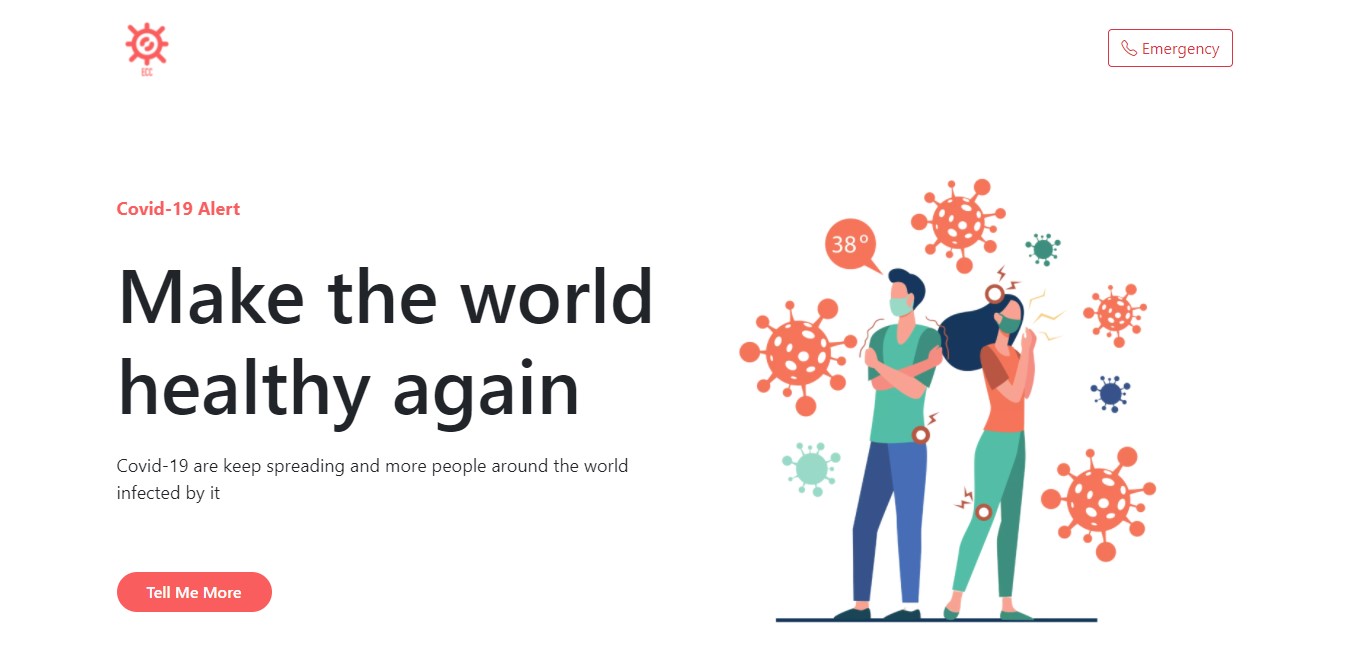 ECC
Emergency
Covid-19 Alert
Make the world
healthy again
Covid-19 are keep spreading and more people around the world
infected by it
Tell Me More
38°